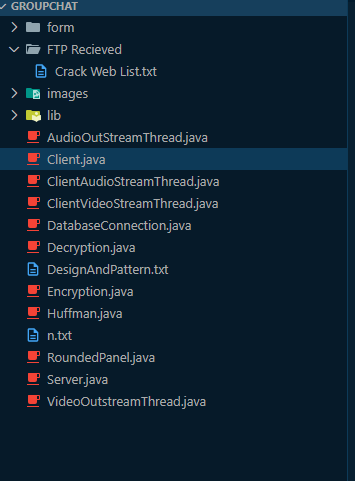 GROUPCHAT
form
FTP Recieved
Crack Web List.txt
images
lib
AudioOutStreamThread.java
Client.java
ClientAudioStreamThread.java
ClientVideoStreamThread.java
DatabaseConnection.java
Decryption.java
DesignAndPattern.txt
Encryption.java
Huffman.java
n.txt
RoundedPanel.java
Server.java
VideoOutstreamThread.java